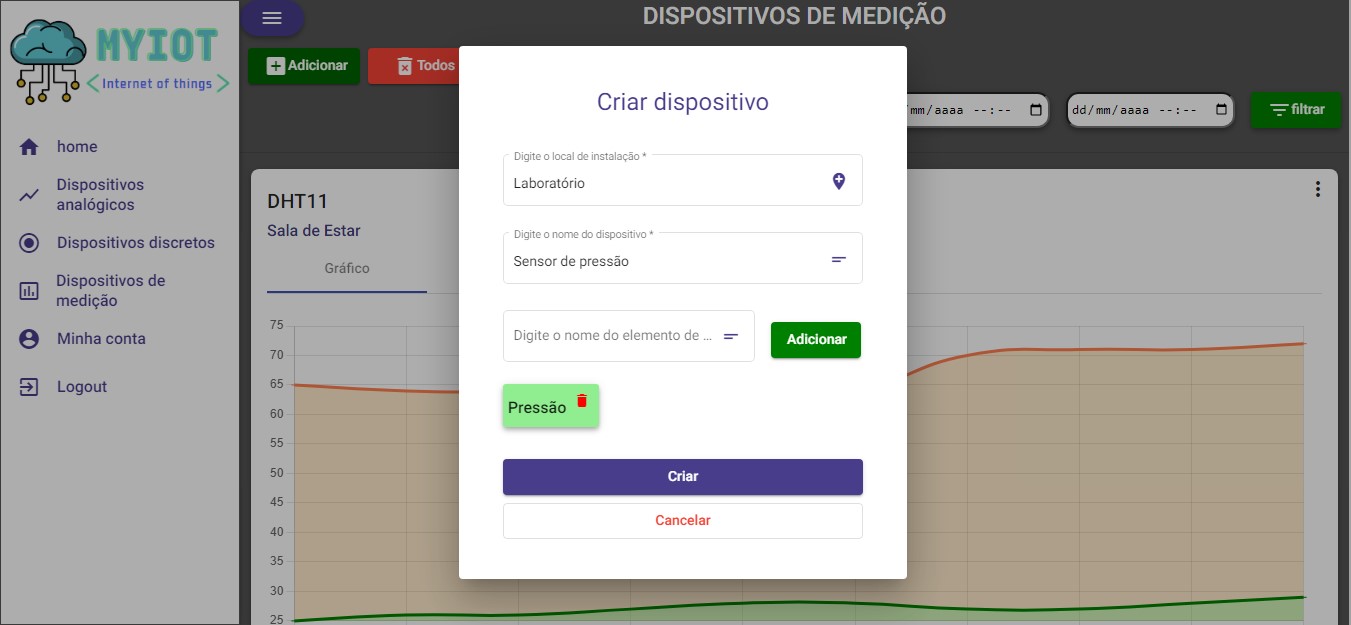 MYIOT
Internet of things
home
Dispositivos
analógicos
Dispositivos discretos
Dispositivos de
medição
Minha conta
Logout
DISPOSITIVOS DE MEDIÇÃO
Adicionar
Todos
mm/aaaa --:--
dd/mm/aaaa --:--
filtrar
DHT11
Sala de Estar
Gráfico
75
70
65
60
55
50
45
40
35
30
25
Criar dispositivo
Digite o local de instalação *
Laboratório
Digite o nome do dispositivo *
Sensor de pressão
Digite o nome do elemento de ...
Adicionar
Pressão
Criar
Cancelar